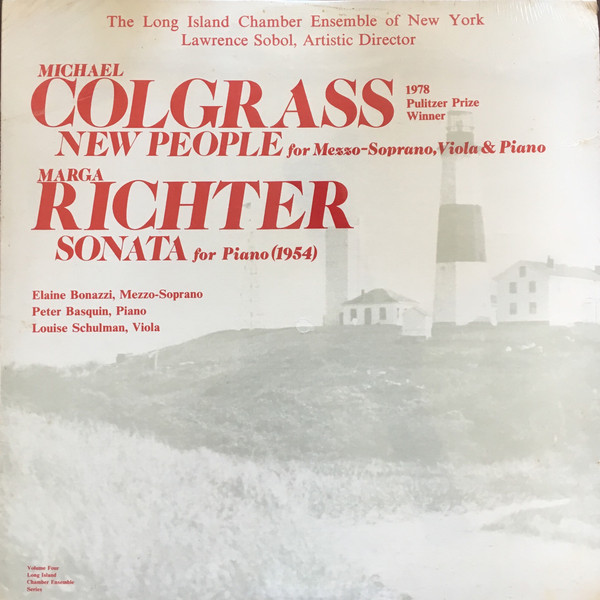 The Long Island Chamber Ensemble of New York
Lawrence Sobol, Artistic Director
MICHAEL
COLGRASS
1978
Pulitzer Prize
Winner
NEW PEOPLE for Mezzo-Soprano, Viola & Piano
MARGA
RICHTER
SONATA for Piano (1954)
Elaine Bonazzi, Mezzo-Soprano
Peter Basquin, Piano
Louise Schulman, Viola
Volume Four
Long Island
Chamber Ensemble
Series